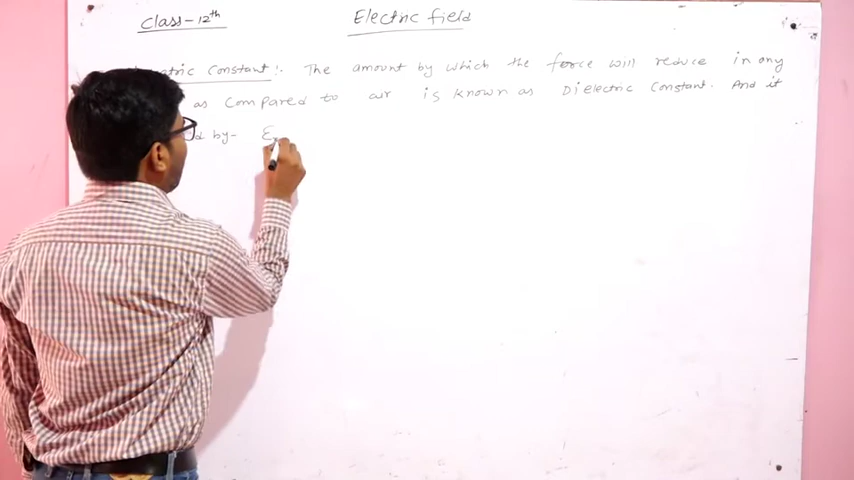 Class-12th
Electric field
Constant :- The amount by which the force will reduce in any
as compared to air is known as Dielectric Constant. And it
by- ε